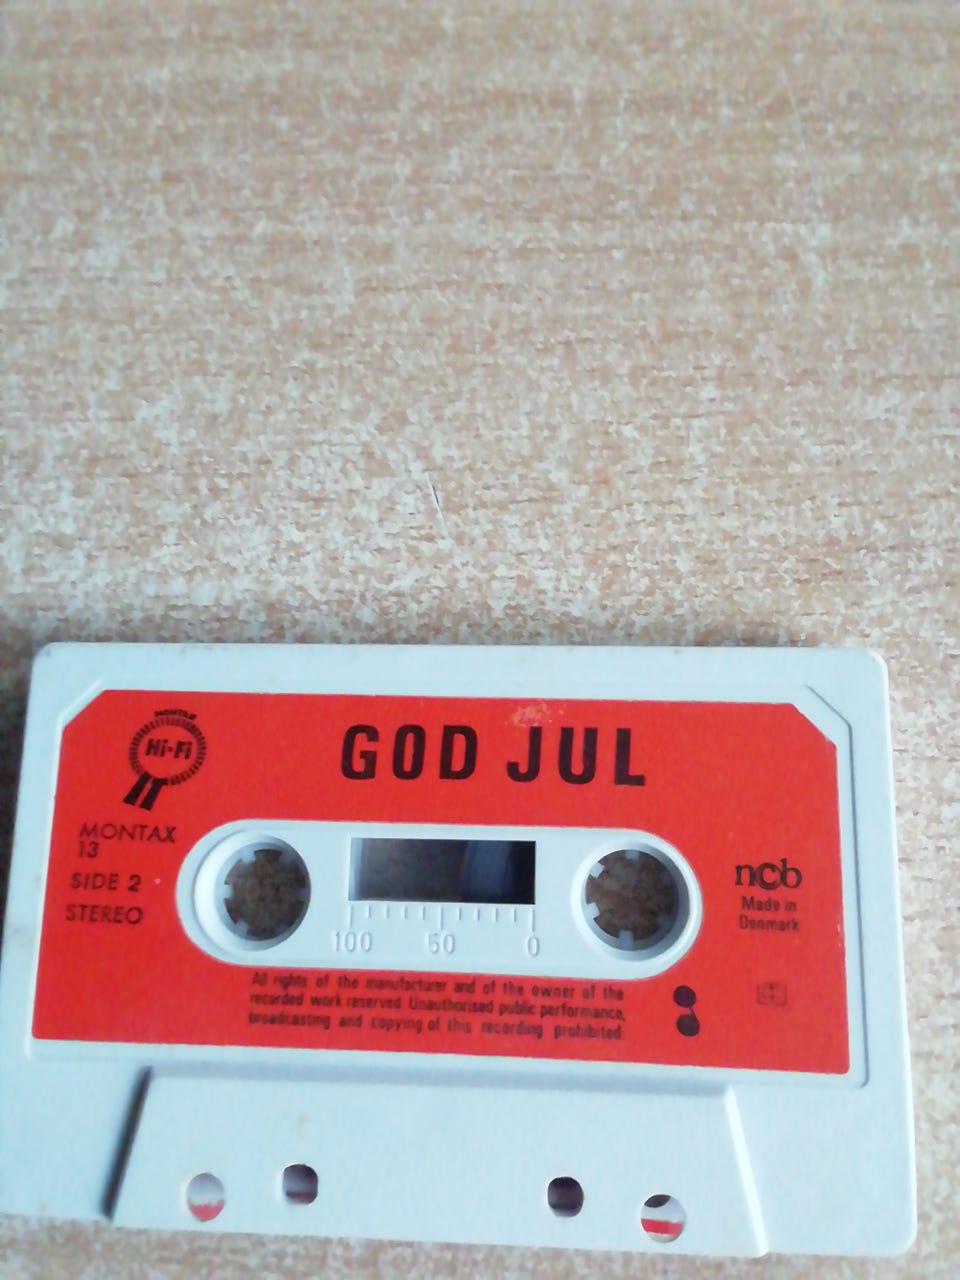 Hi-Fi
GOD JUL
MONTAX
13
SIDE 2
STEREO
100 50 0
ncb
Made in
Denmark
All rights of the manufacturer and of the owner of the
recorded work reserved Unauthorised public performance,
broadcasting and copying of this recording prohibited.